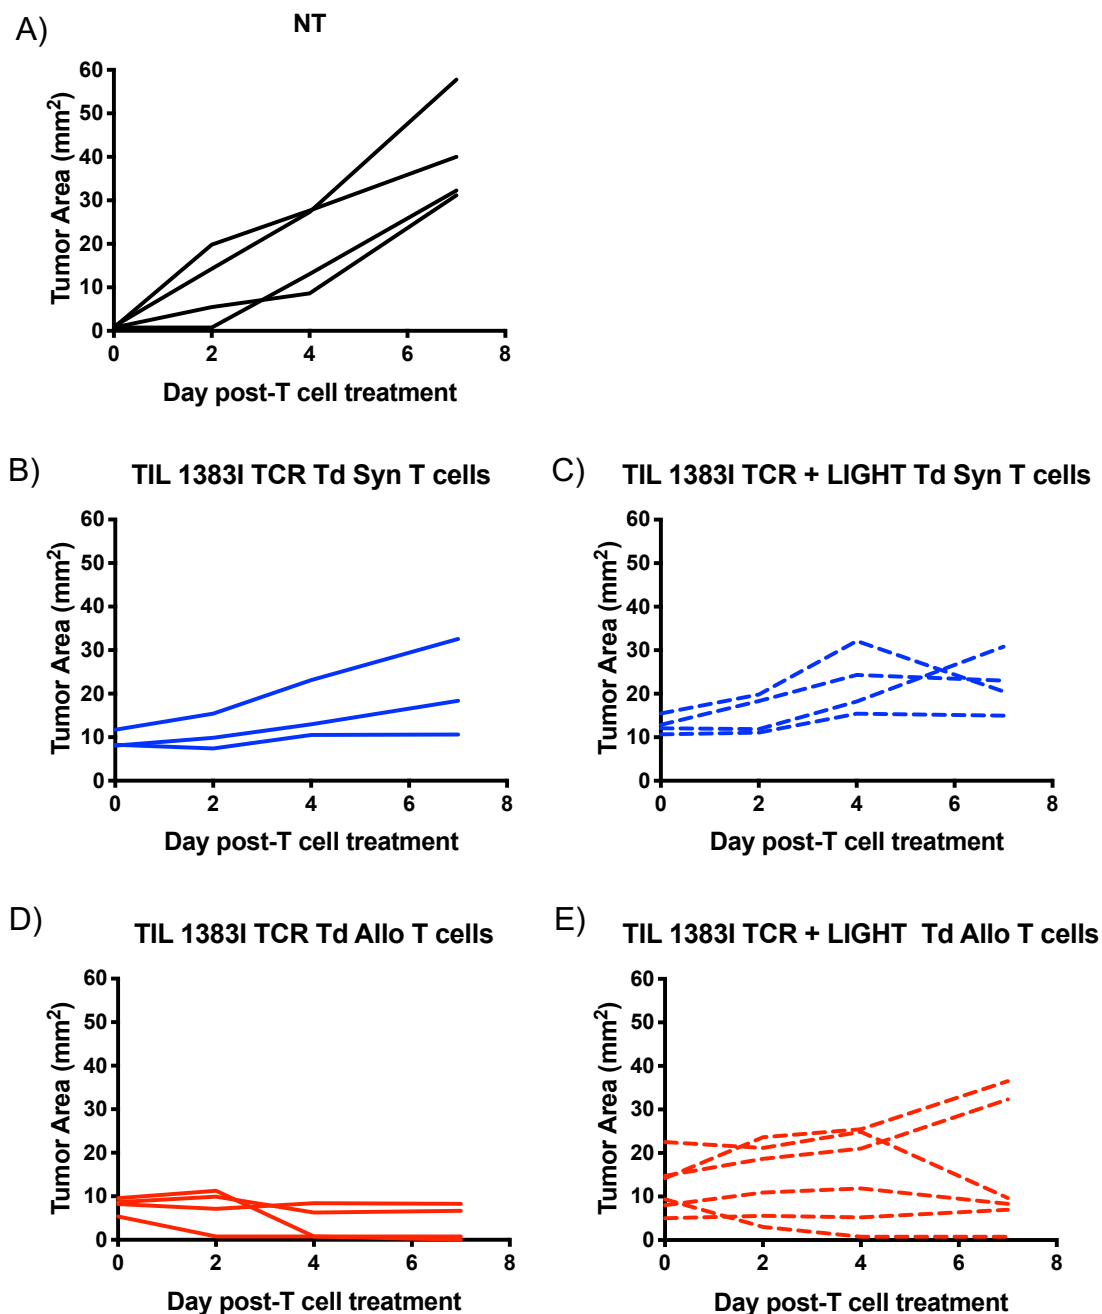 A)
NT
60
50
40
30
20
10
0
Tumor Area (mm²)
0 2 4 6 8
Day post-T cell treatment
B)
TIL 1383I TCR Td Syn T cells
60
50
40
30
20
10
0
Tumor Area (mm²)
0 2 4 6 8
Day post-T cell treatment
C)
TIL 1383I TCR + LIGHT Td Syn T cells
60
50
40
30
20
10
0
Tumor Area (mm²)
0 2 4 6 8
Day post-T cell treatment
D)
TIL 1383I TCR Td Allo T cells
60
50
40
30
20
10
0
Tumor Area (mm²)
0 2 4 6 8
Day post-T cell treatment
E)
TIL 1383I TCR + LIGHT Td Allo T cells
60
50
40
30
20
10
0
Tumor Area (mm²)
0 2 4 6 8
Day post-T cell treatment